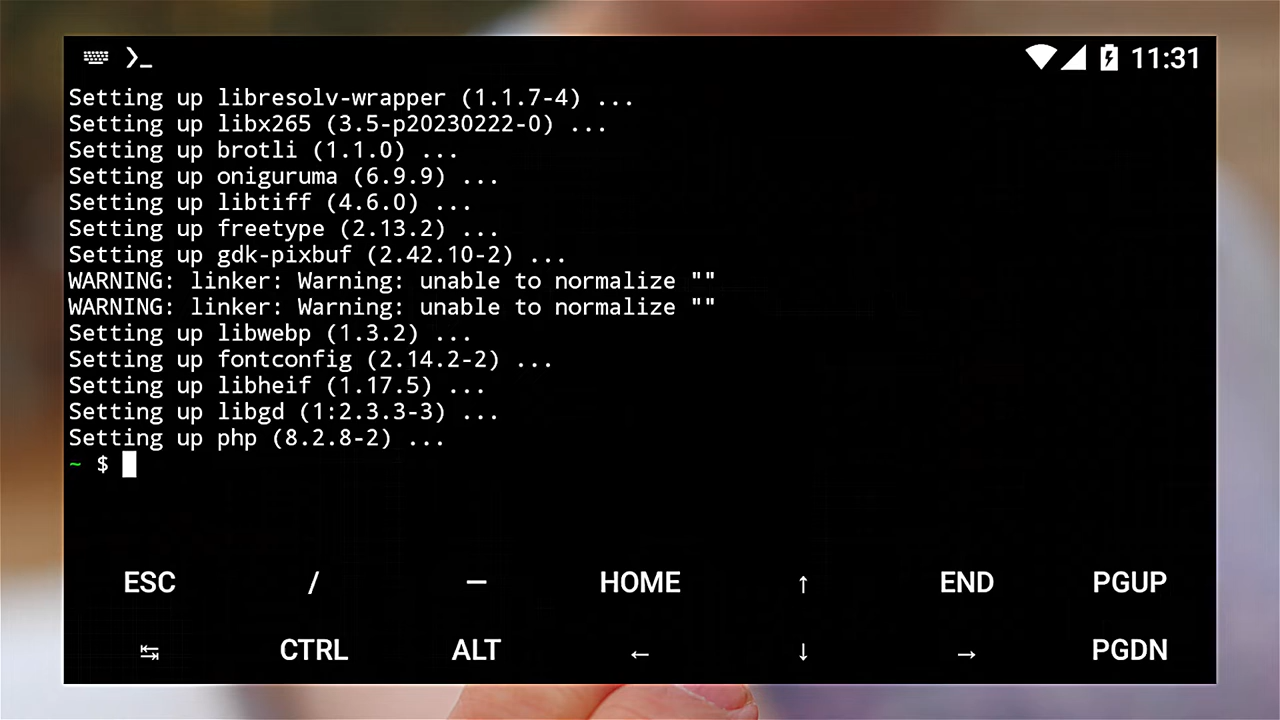 11:31
Setting up libresolv-wrapper (1.1.7-4) ...
Setting up libx265 (3.5-p20230222-0) ...
Setting up brotli (1.1.0) ...
Setting up oniguruma (6.9.9) ...
Setting up libtiff (4.6.0) ...
Setting up freetype (2.13.2) ...
Setting up gdk-pixbuf (2.42.10-2) ...
WARNING: linker: Warning: unable to normalize ""
WARNING: linker: Warning: unable to normalize ""
Setting up libwebp (1.3.2) ...
Setting up fontconfig (2.14.2-2) ...
Setting up libheif (1.17.5) ...
Setting up libgd (1:2.3.3-3) ...
Setting up php (8.2.8-2) ...
~ $
ESC / — HOME ↑ END PGUP
↹ CTRL ALT ← ↓ → PGDN